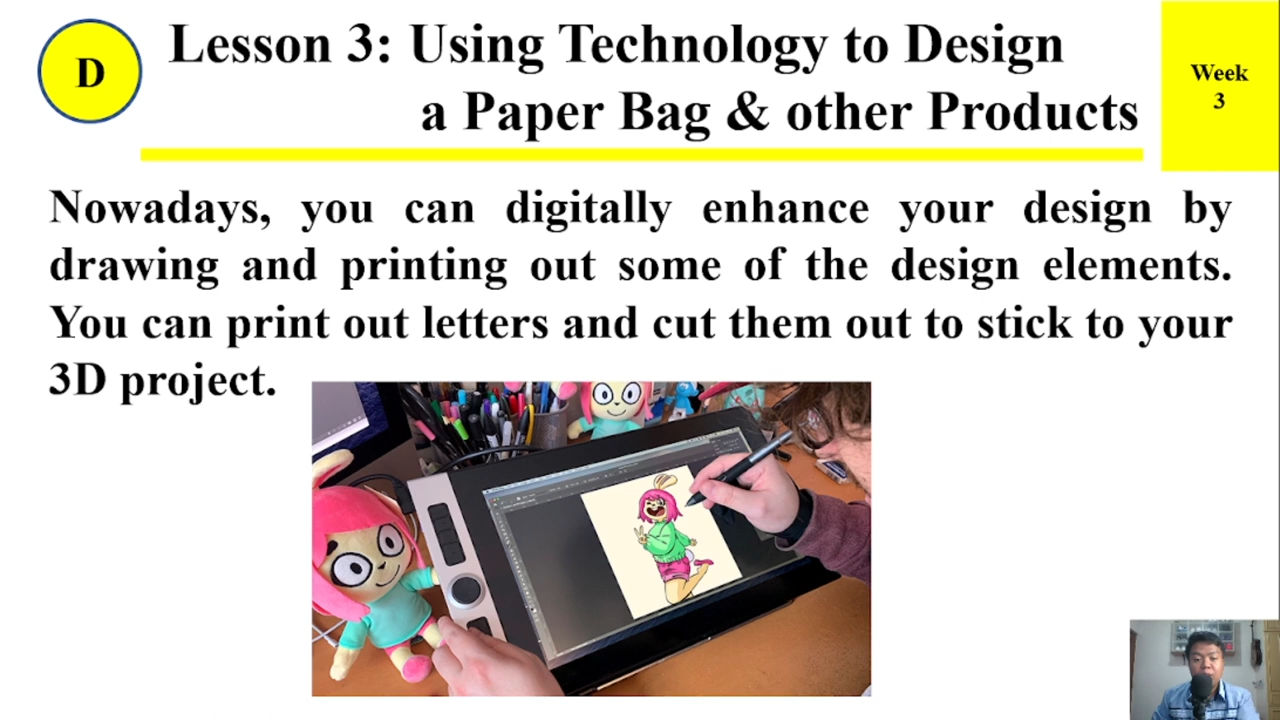 D
Lesson 3: Using Technology to Design
a Paper Bag & other Products
Week
3
Nowadays, you can digitally enhance your design by
drawing and printing out some of the design elements.
You can print out letters and cut them out to stick to your
3D project.